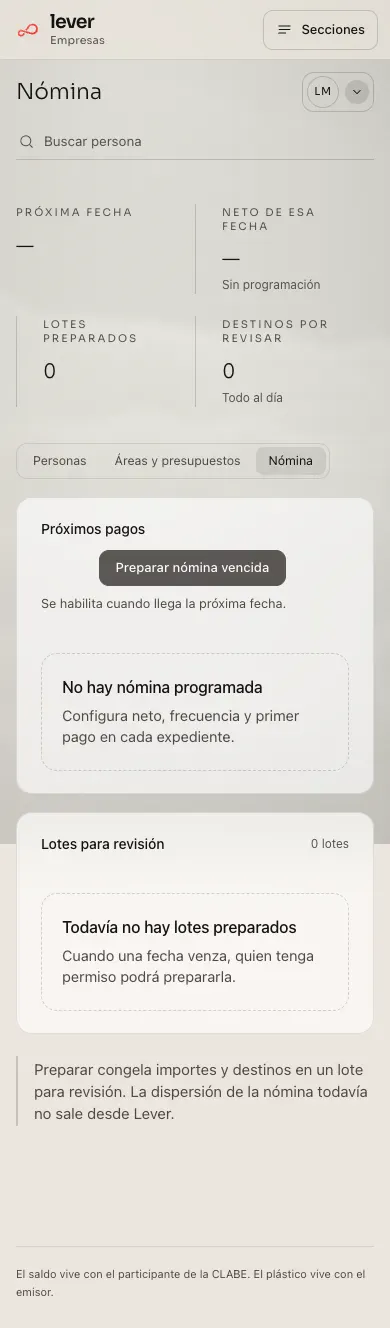 lever
Empresas
Secciones
Nómina
LM
Buscar persona
PRÓXIMA FECHA
—
NETO DE ESA
FECHA
—
Sin programación
LOTES
PREPARADOS
0
DESTINOS POR
REVISAR
0
Todo al día
Personas
Áreas y presupuestos
Nómina
Próximos pagos
Preparar nómina vencida
Se habilita cuando llega la próxima fecha.
No hay nómina programada
Configura neto, frecuencia y primer
pago en cada expediente.
Lotes para revisión
0 lotes
Todavía no hay lotes preparados
Cuando una fecha venza, quien tenga
permiso podrá prepararla.
Preparar congela importes y destinos en un lote
para revisión. La dispersión de la nómina todavía
no sale desde Lever.
El saldo vive con el participante de la CLABE. El plástico vive con el
emisor.